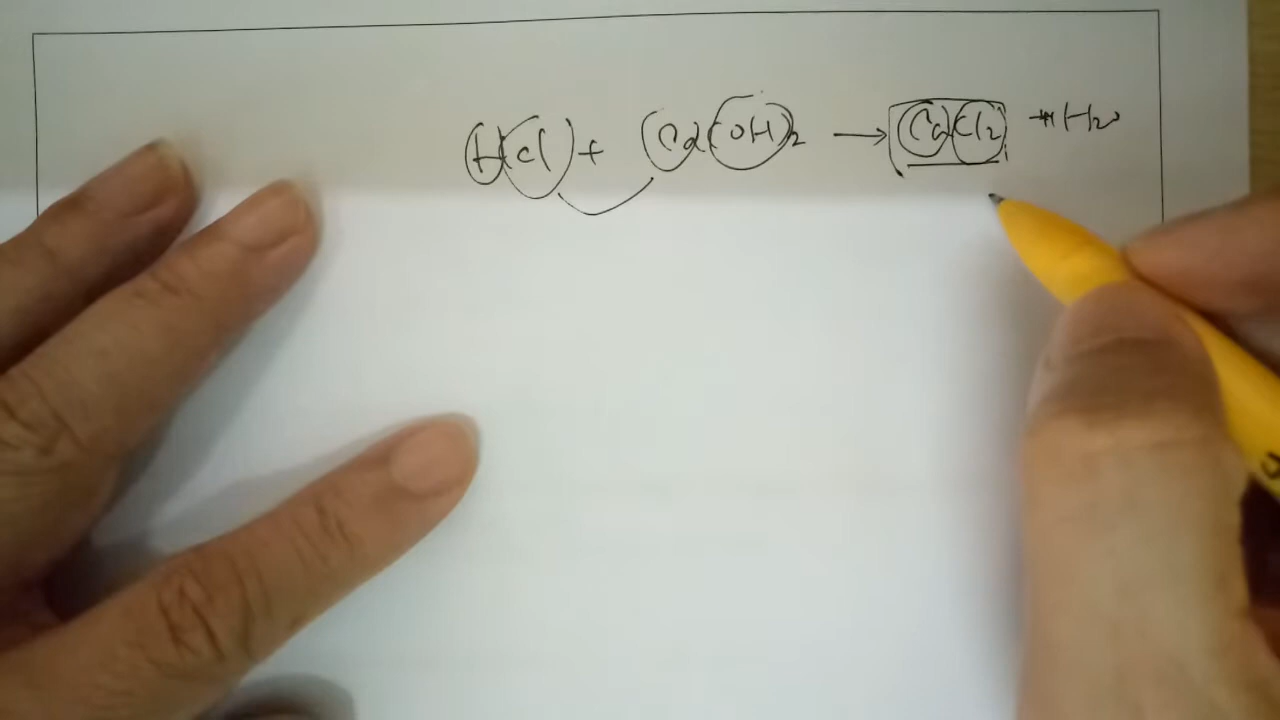 HCl + Ca(OH)2 → CaCl2 + H2O